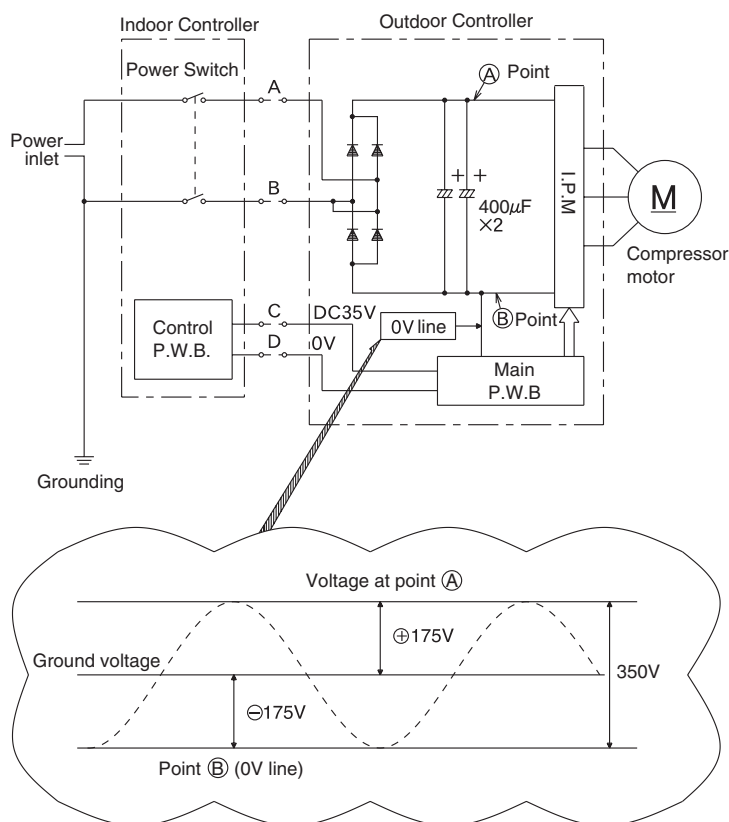 Indoor Controller
Outdoor Controller
Power Switch
A
Ⓐ Point
Power
inlet
B
+ +
400μF
×2
I.P.M
M
Compressor
motor
Control
P.W.B.
C
DC35V
D
0V
0V line
Ⓑ Point
Main
P.W.B
Grounding
Voltage at point Ⓐ
⊕175V
Ground voltage
350V
⊖175V
Point Ⓑ (0V line)